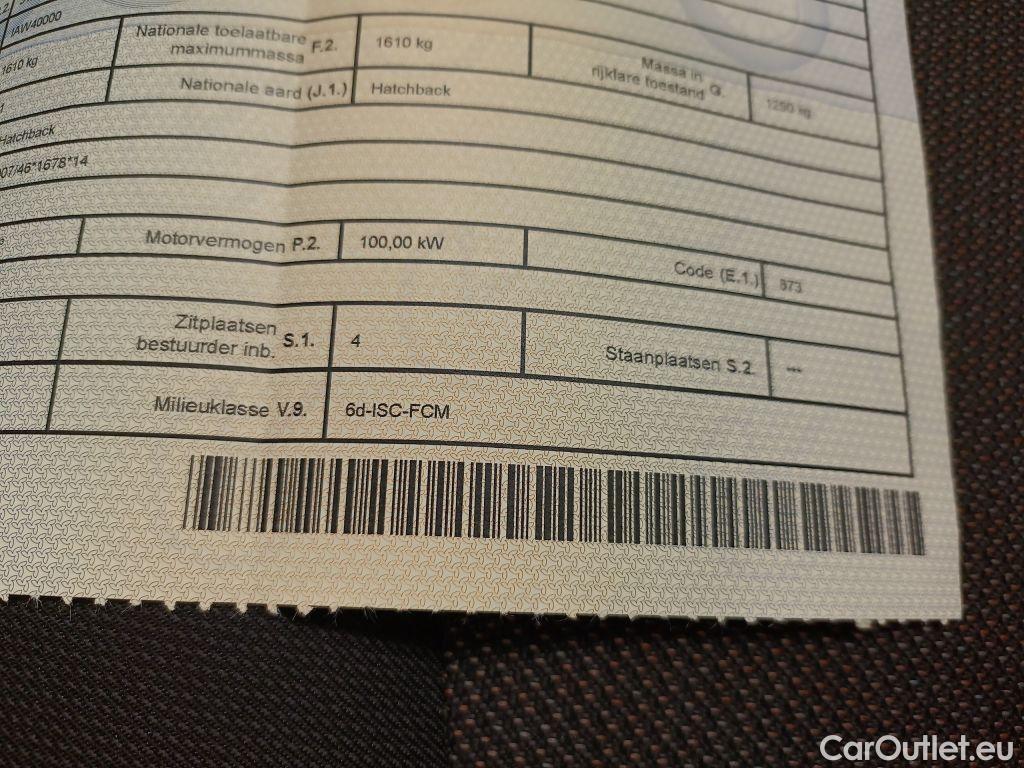 IAW40000
Nationale toelaatbare maximummassa F.2. 1610 kg
1610 kg
Massa in rijklare toestand G. 1250 kg
Nationale aard (J.1.) Hatchback
Hatchback
007/46*1678*14
Motorvermogen P.2. 100,00 kW
Code (E.1.) 873
Zitplaatsen bestuurder inb. S.1. 4
Staanplaatsen S.2. ---
Milieuklasse V.9. 6d-ISC-FCM
CarOutlet.eu